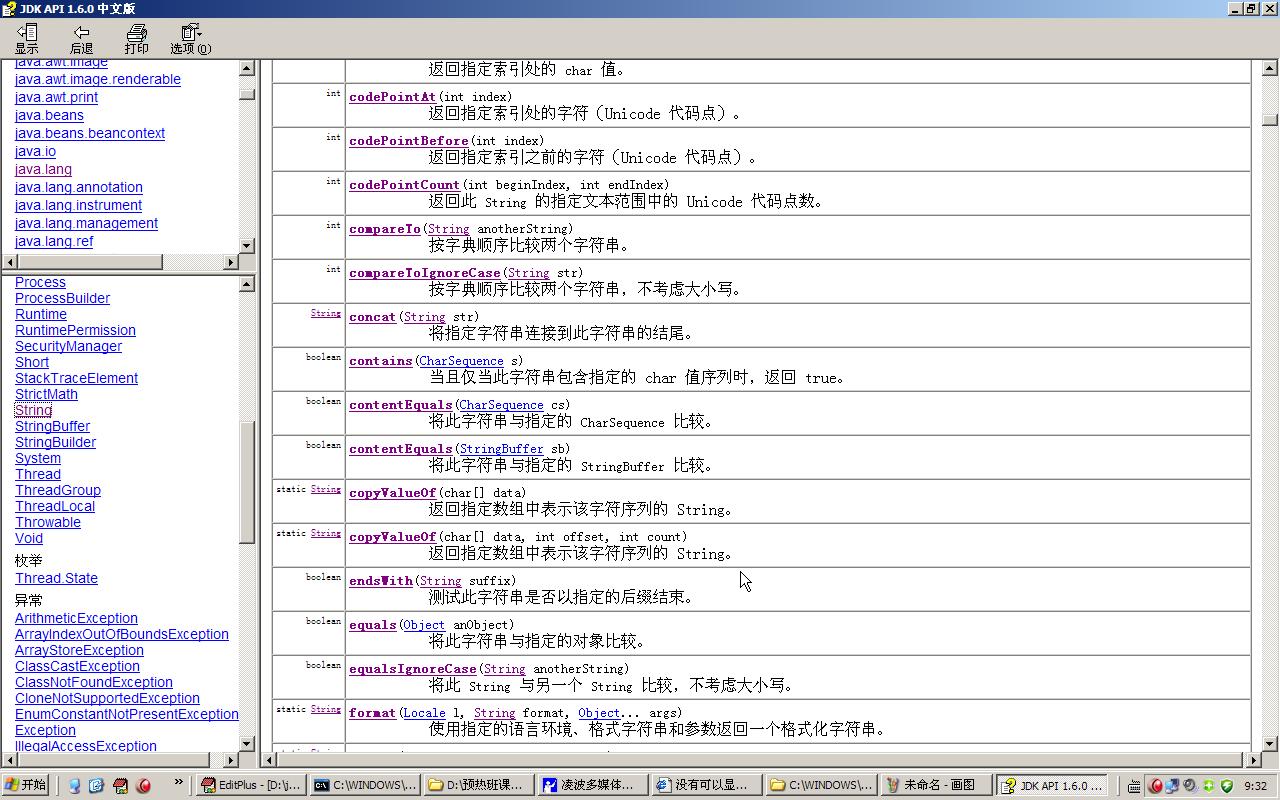 JDK API 1.6.0 中文版
显示
后退
打印
选项(O)
java.awt.image
java.awt.image.renderable
java.awt.print
java.beans
java.beans.beancontext
java.io
java.lang
java.lang.annotation
java.lang.instrument
java.lang.management
java.lang.ref
Process
ProcessBuilder
Runtime
RuntimePermission
SecurityManager
Short
StackTraceElement
StrictMath
String
StringBuffer
StringBuilder
System
Thread
ThreadGroup
ThreadLocal
Throwable
Void
枚举
Thread.State
异常
ArithmeticException
ArrayIndexOutOfBoundsException
ArrayStoreException
ClassCastException
ClassNotFoundException
CloneNotSupportedException
EnumConstantNotPresentException
Exception
IllegalAccessException
返回指定索引处的 char 值。
int codePointAt(int index)
返回指定索引处的字符（Unicode 代码点）。
int codePointBefore(int index)
返回指定索引之前的字符（Unicode 代码点）。
int codePointCount(int beginIndex, int endIndex)
返回此 String 的指定文本范围中的 Unicode 代码点数。
int compareTo(String anotherString)
按字典顺序比较两个字符串。
int compareToIgnoreCase(String str)
按字典顺序比较两个字符串，不考虑大小写。
String concat(String str)
将指定字符串连接到此字符串的结尾。
boolean contains(CharSequence s)
当且仅当此字符串包含指定的 char 值序列时，返回 true。
boolean contentEquals(CharSequence cs)
将此字符串与指定的 CharSequence 比较。
boolean contentEquals(StringBuffer sb)
将此字符串与指定的 StringBuffer 比较。
static String copyValueOf(char[] data)
返回指定数组中表示该字符序列的 String。
static String copyValueOf(char[] data, int offset, int count)
返回指定数组中表示该字符序列的 String。
boolean endsWith(String suffix)
测试此字符串是否以指定的后缀结束。
boolean equals(Object anObject)
将此字符串与指定的对象比较。
boolean equalsIgnoreCase(String anotherString)
将此 String 与另一个 String 比较，不考虑大小写。
static String format(Locale l, String format, Object... args)
使用指定的语言环境、格式字符串和参数返回一个格式化字符串。
开始
»
EditPlus - [D:\j...
C:\WINDOWS\...
D:\预热班课...
凌波多媒体...
没有可以显...
C:\WINDOWS\...
未命名 - 画图
JDK API 1.6.0 ...
9:32